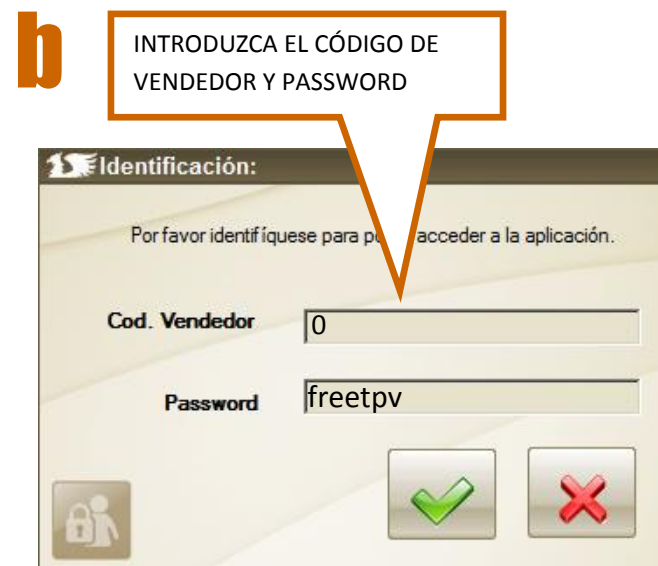 b
INTRODUZCA EL CÓDIGO DE
VENDEDOR Y PASSWORD
Identificación:
Por favor identifíquese para po acceder a la aplicación.
Cod. Vendedor
0
Password
freetpv